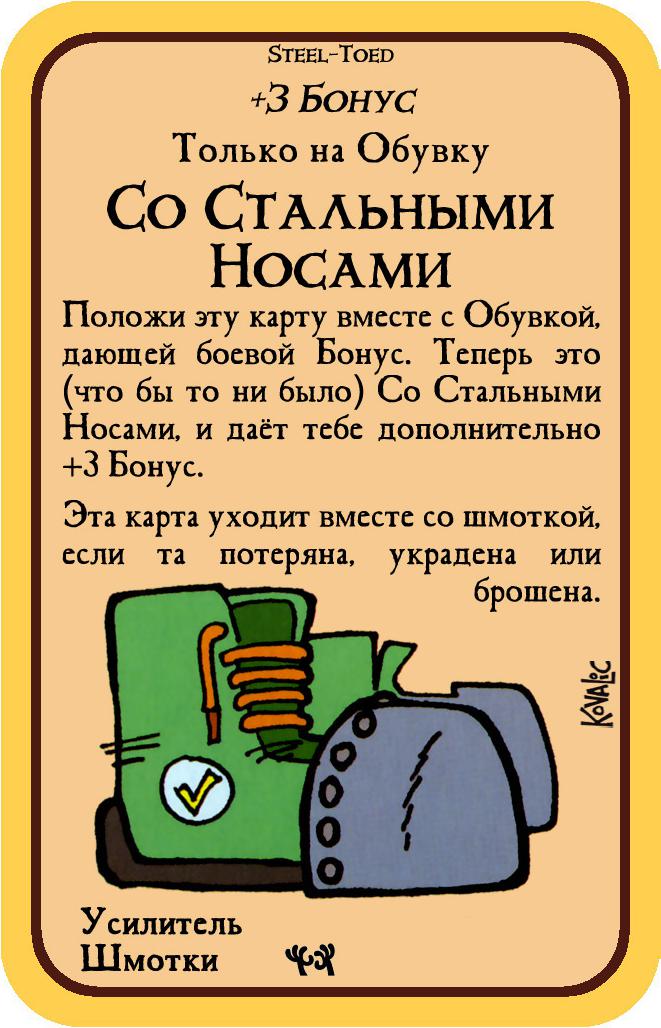 Steel-Toed
+3 Бонус
Только на Обувку
Со Стальными
Носами
Положи эту карту вместе с Обувкой,
дающей боевой Бонус. Теперь это
(что бы то ни было) Со Стальными
Носами, и даёт тебе дополнительно
+3 Бонус.
Эта карта уходит вместе со шмоткой,
если та потеряна, украдена или
брошена.
Kovalic
Усилитель
Шмотки